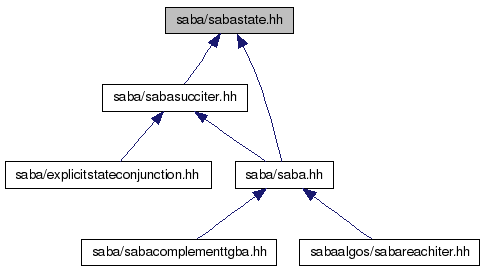 saba/sabastate.hh
saba/sabasucciter.hh
saba/explicitstateconjunction.hh
saba/saba.hh
saba/sabacomplementtgba.hh
sabaalgos/sabareachiter.hh